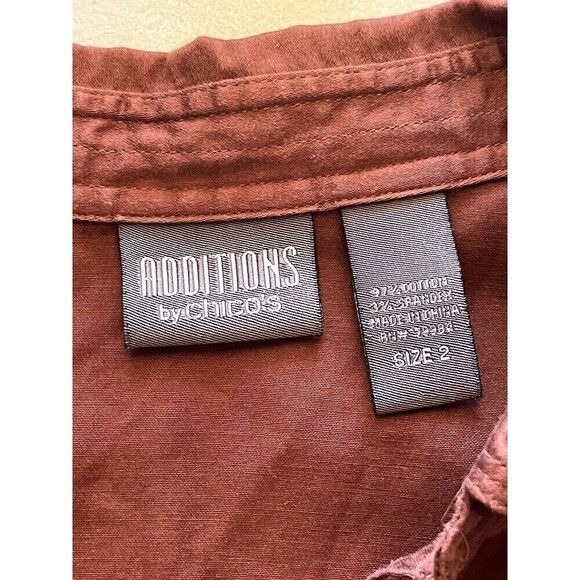 ADDITIONS
by CHICO'S
97% COTTON
3% SPANDEX
MADE IN CHINA
SIZE 2